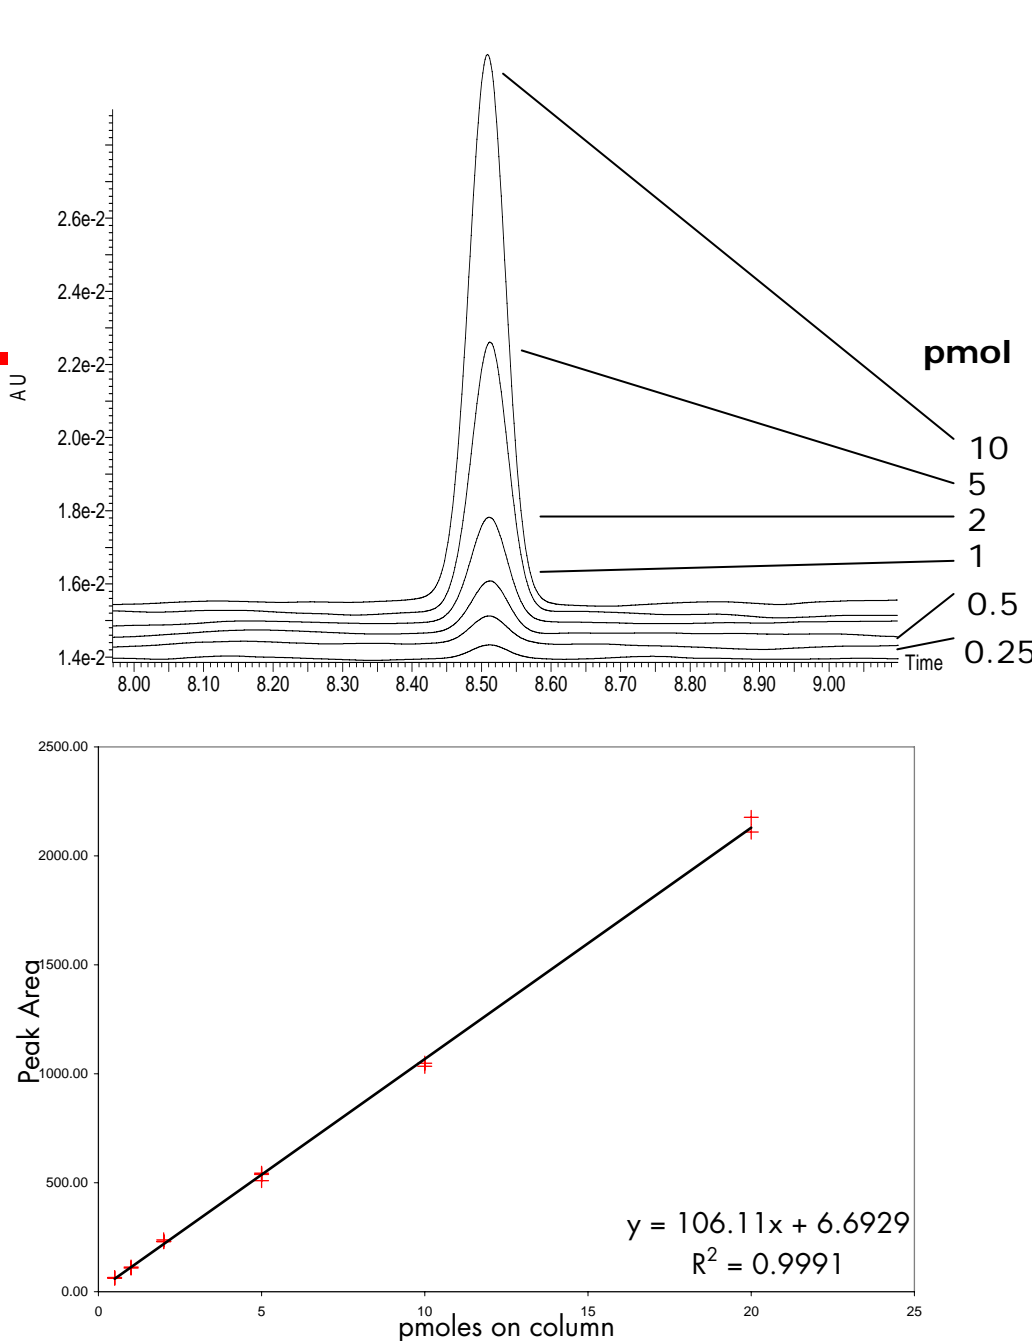 2.6e-2
2.4e-2
2.2e-2
2.0e-2
1.8e-2
1.6e-2
1.4e-2
AU
8.00 8.10 8.20 8.30 8.40 8.50 8.60 8.70 8.80 8.90 9.00
Time
pmol
10
5
2
1
0.5
0.25
2500.00
2000.00
1500.00
1000.00
500.00
0.00
Peak Area
0 5 10 15 20 25
pmoles on column
y = 106.11x + 6.6929
R² = 0.9991